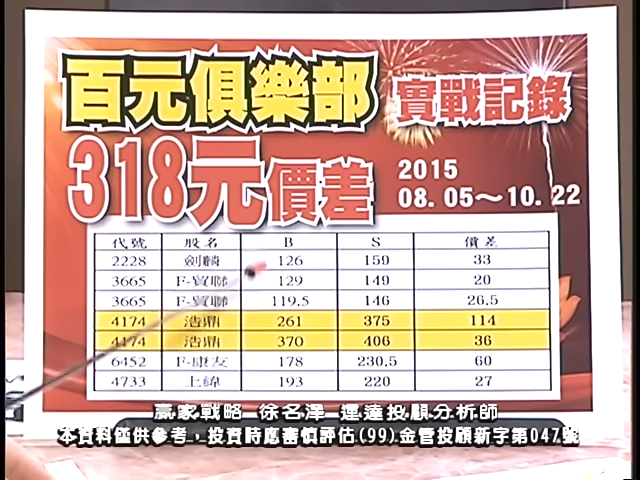 百元俱樂部 實戰記錄
318元價差
2015
08.05～10.22
代號 股名 B S 價差
2228 劍麟 126 159 33
3665 F-貿聯 129 149 20
3665 F-貿聯 119.5 146 26.5
4174 浩鼎 261 375 114
4174 浩鼎 370 406 36
6452 F-康友 178 230.5 60
4733 上緯 193 220 27
贏家戰略 徐名澤 運達投顧分析師
本資料僅供參考，投資時應審慎評估(99)金管投顧新字第047號